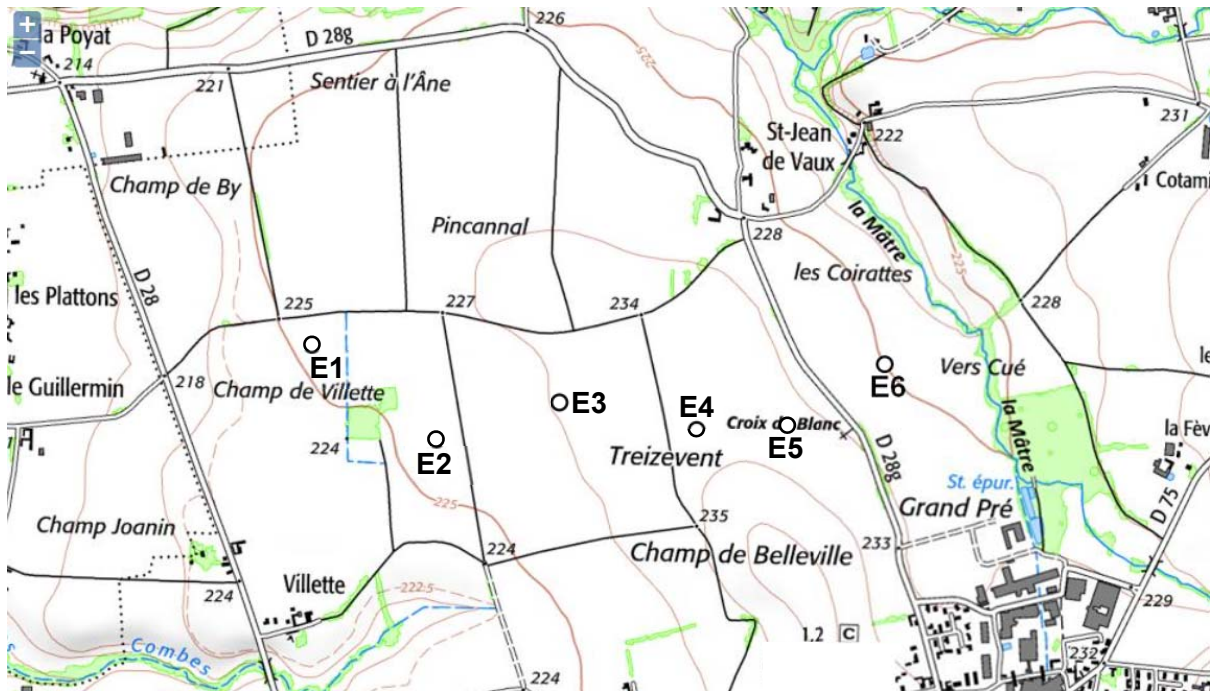 +
−
la Poyat
214
D 28g
226
221
Sentier à l'Âne
225
St-Jean
de Vaux
222
231
Cotami
Champ de By
Pincannal
228
la Mâtre
les Coirattes
225
D 28
les Plattons
225
227
234
228
E1
E6
Vers Cué
le Guillermin
218
Champ de Villette
E3
E4
Croix du Blanc
E5
la Mâtre
la Fèv
224
E2
Treizevent
D 28g
St. épur.
225
Grand Pré
D 75
Champ Joanin
235
Champ de Belleville
233
224
224
Villette
222.5
229
Combes
1.2
C
224
232